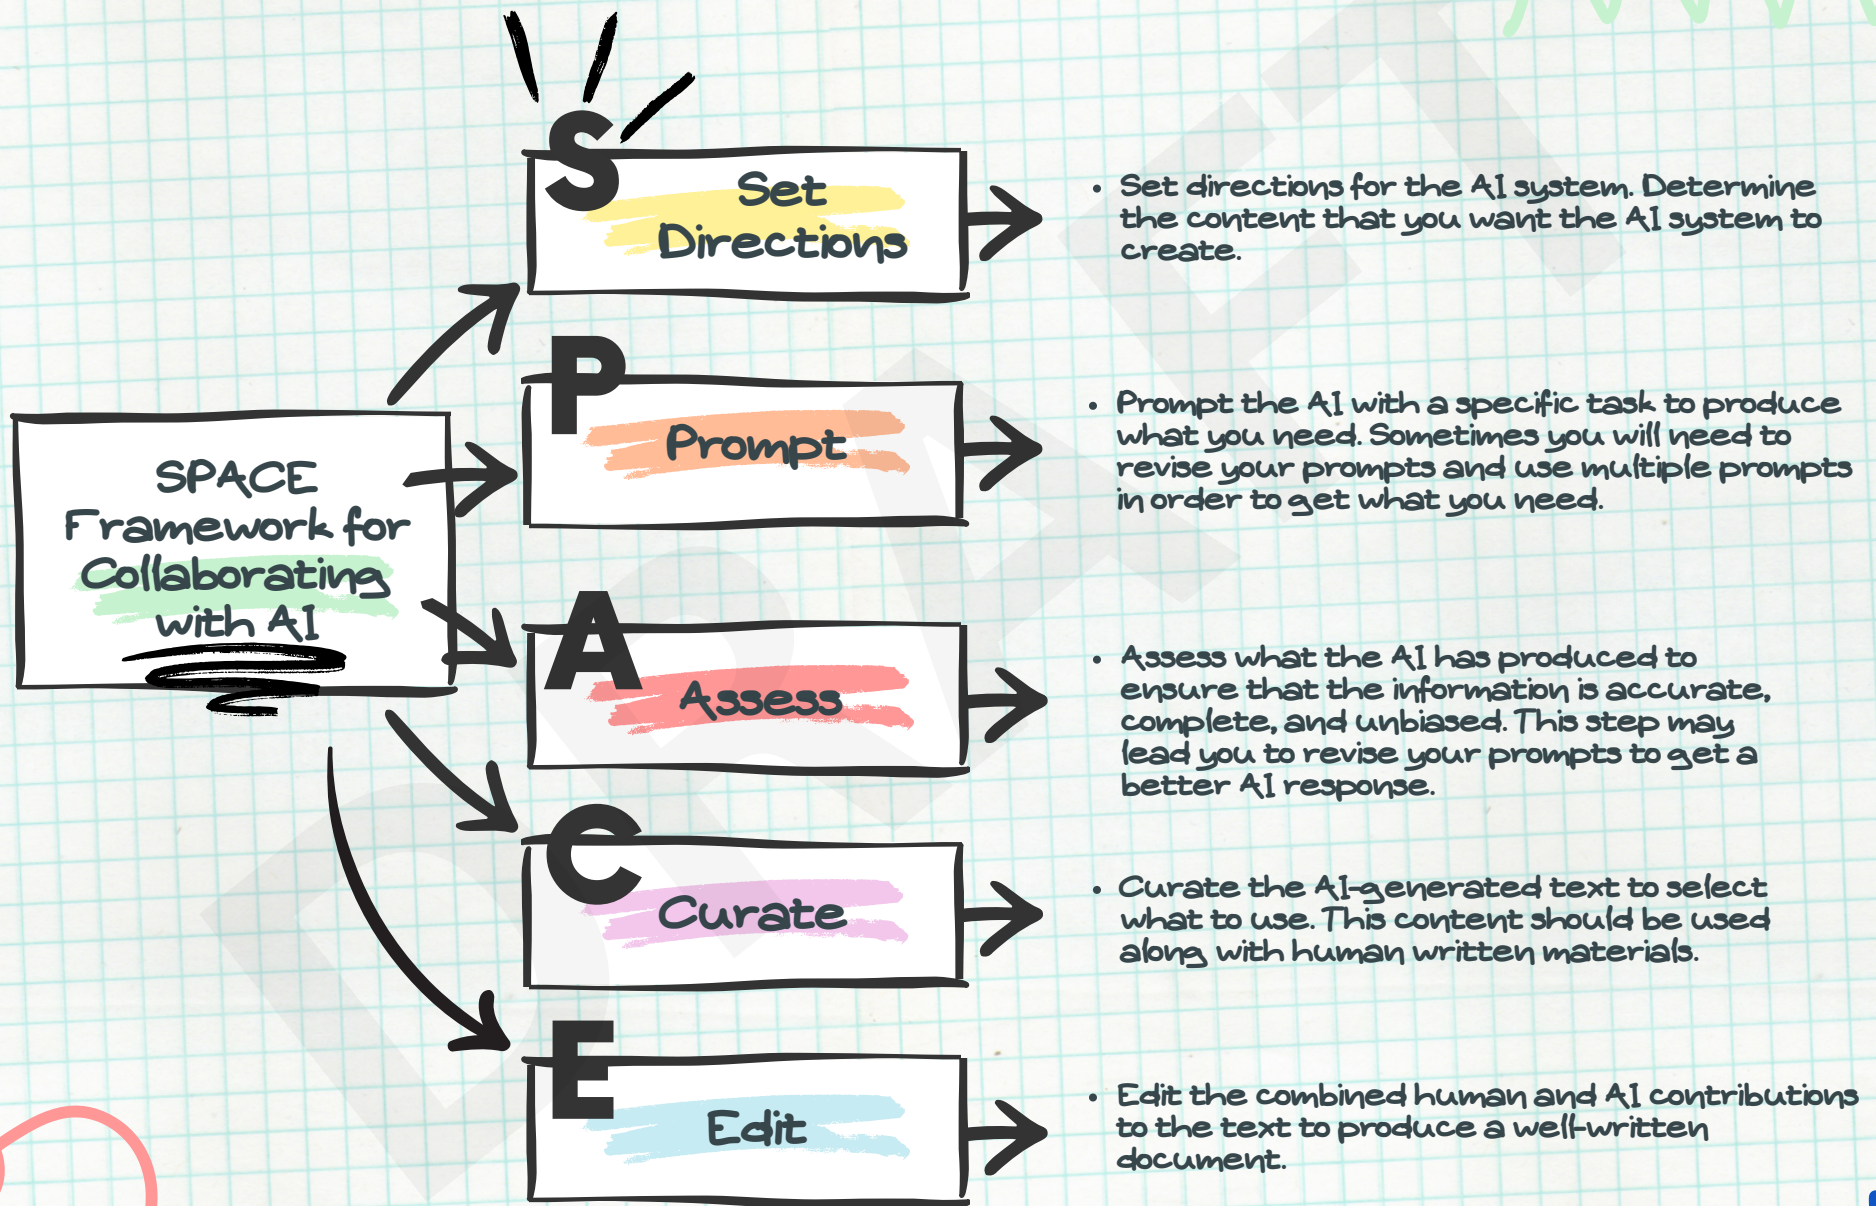 SPACE
Framework for
Collaborating
with AI
S
Set
Directions
• Set directions for the AI system. Determine
the content that you want the AI system to
create.
P
Prompt
• Prompt the AI with a specific task to produce
what you need. Sometimes you will need to
revise your prompts and use multiple prompts
in order to get what you need.
A
Assess
• Assess what the AI has produced to
ensure that the information is accurate,
complete, and unbiased. This step may
lead you to revise your prompts to get a
better AI response.
C
Curate
• Curate the AI-generated text to select
what to use. This content should be used
along with human written materials.
E
Edit
• Edit the combined human and AI contributions
to the text to produce a well-written
document.
DRAFT